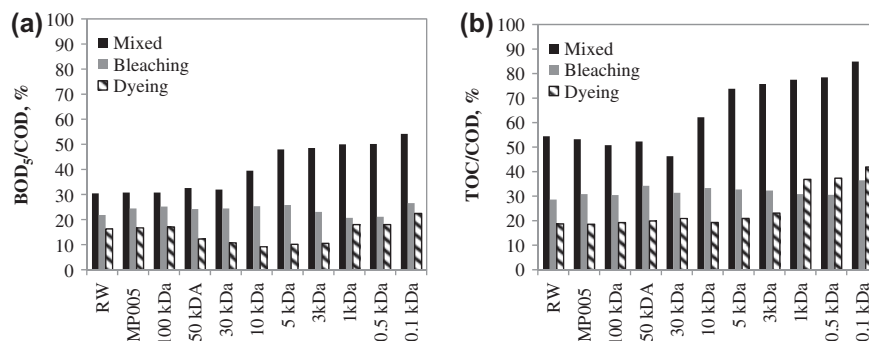 (a)
BOD₅/COD, %
100
90
80
70
60
50
40
30
20
10
0
Mixed
Bleaching
Dyeing
RW
MP005
100 kDa
50 kDA
30 kDa
10 kDa
5 kDa
3kDa
1kDa
0.5 kDa
0.1 kDa
(b)
TOC/COD, %
100
90
80
70
60
50
40
30
20
10
0
Mixed
Bleaching
Dyeing
RW
MP005
100 kDa
50 kDa
30 kDa
10 kDa
5 kDa
3kDa
1kDa
0.5 kDa
0.1 kDa